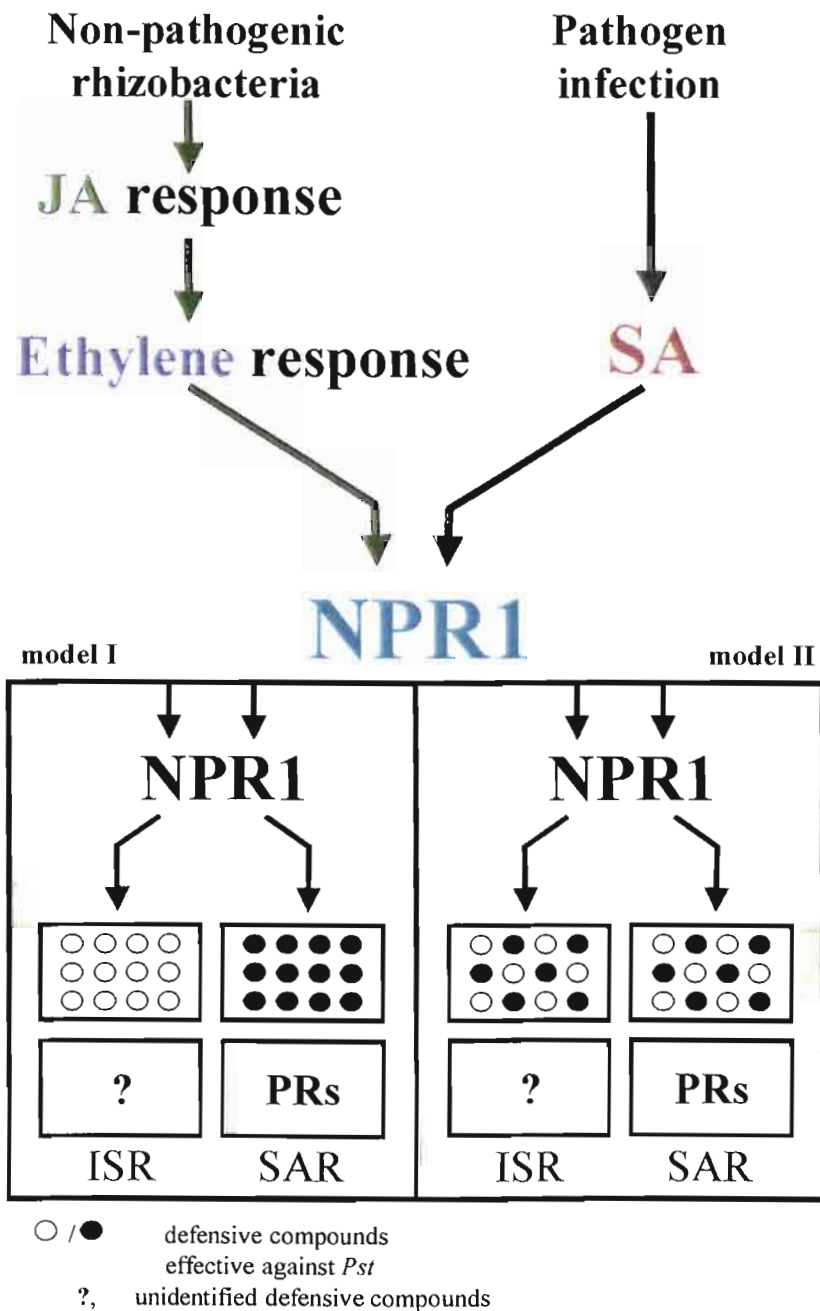 Non-pathogenic
rhizobacteria
Pathogen
infection
JA response
Ethylene response
SA
NPR1
model I
model II
NPR1
NPR1
?
PRs
?
PRs
ISR
SAR
ISR
SAR
○ / ● defensive compounds
effective against Pst
?, unidentified defensive compounds